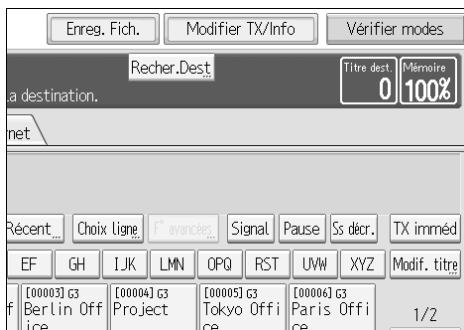 Enreg. Fich. Modifier TX/Info Vérifier modes
Recher.Dest. Titre dest. Mémoire
a destination. 0 100%
rnet
Récent Choix ligne F° avancées Signal Pause Ss décr. TX imméd
EF GH IJK LMN OPQ RST UVW XYZ Modif. titre
[00003] G3 [00004] G3 [00005] G3 [00006] G3
f Berlin Off Project Tokyo Offi Paris Offi 1/2
ice ce ce